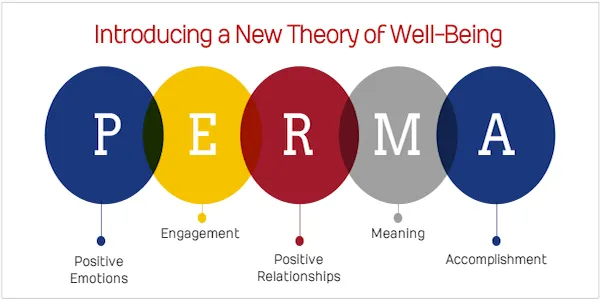 Introducing a New Theory of Well-Being
P E R M A
Positive
Emotions
Engagement
Positive
Relationships
Meaning
Accomplishment